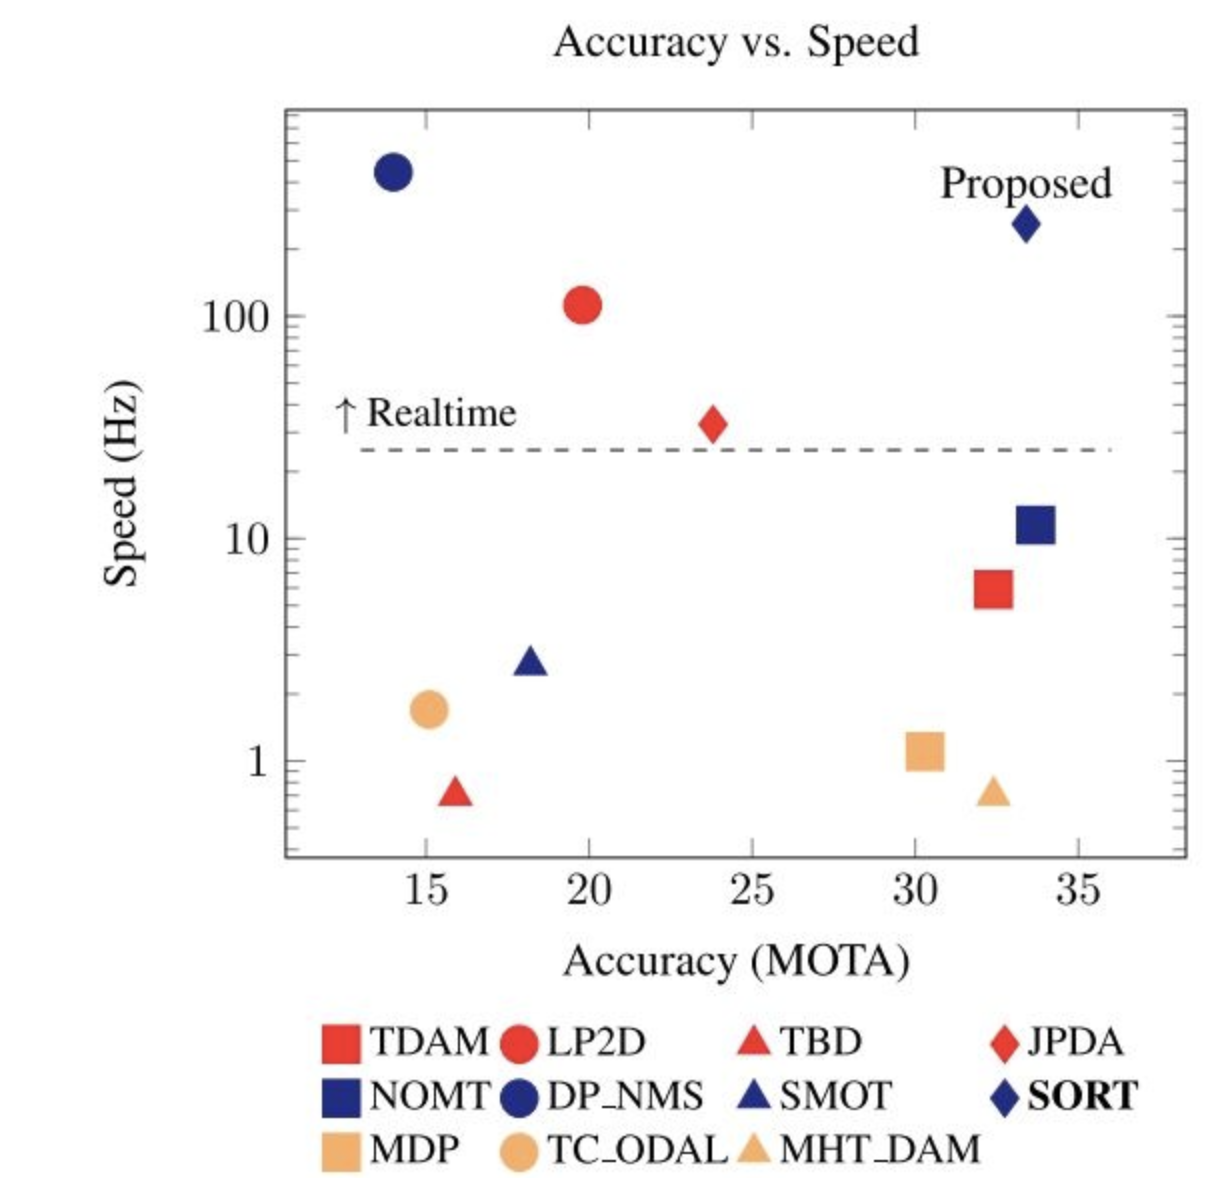 Accuracy vs. Speed
Proposed
100
↑ Realtime
Speed (Hz)
10
1
15 20 25 30 35
Accuracy (MOTA)
TDAM LP2D TBD JPDA
NOMT DP_NMS SMOT SORT
MDP TC_ODAL MHT_DAM